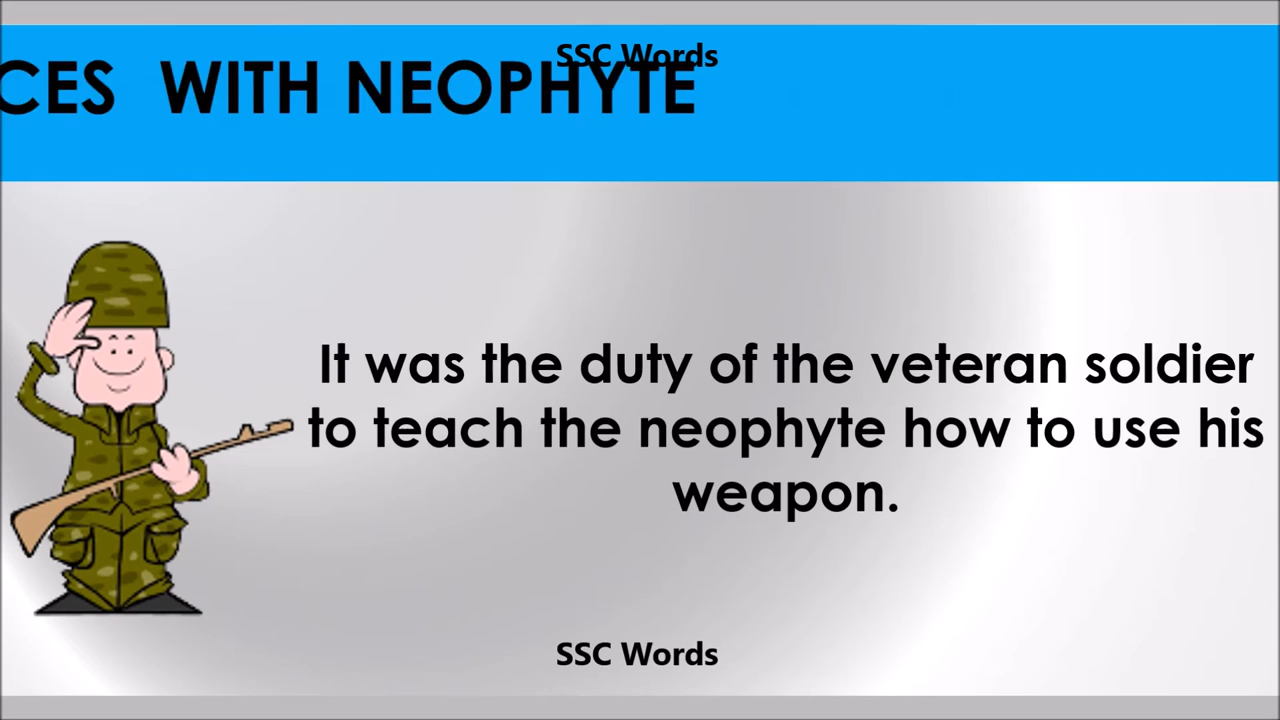 SSC Words
CES WITH NEOPHYTE
It was the duty of the veteran soldier
to teach the neophyte how to use his
weapon.
SSC Words